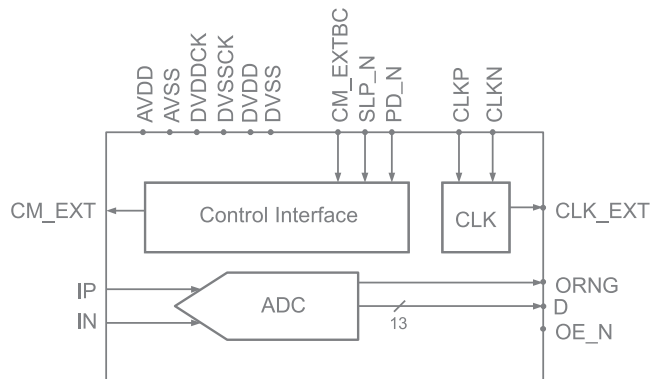 AVDD
AVSS
DVDDCK
DVSSCK
DVDD
DVSS
CM_EXTBC
SLP_N
PD_N
CLKP
CLKN
CM_EXT
Control Interface
CLK
CLK_EXT
IP
IN
ADC
13
ORNG
D
OE_N